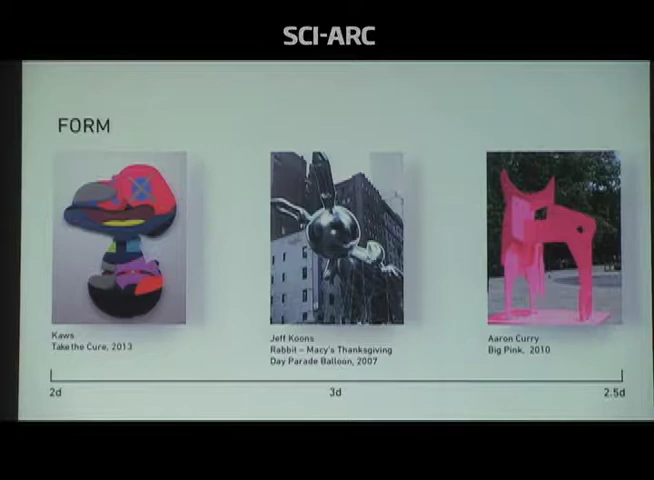 SCI-ARC
FORM
Kaws
Take the Cure, 2013
Jeff Koons
Rabbit – Macy's Thanksgiving
Day Parade Balloon, 2007
Aaron Curry
Big Pink, 2010
2d
3d
2.5d